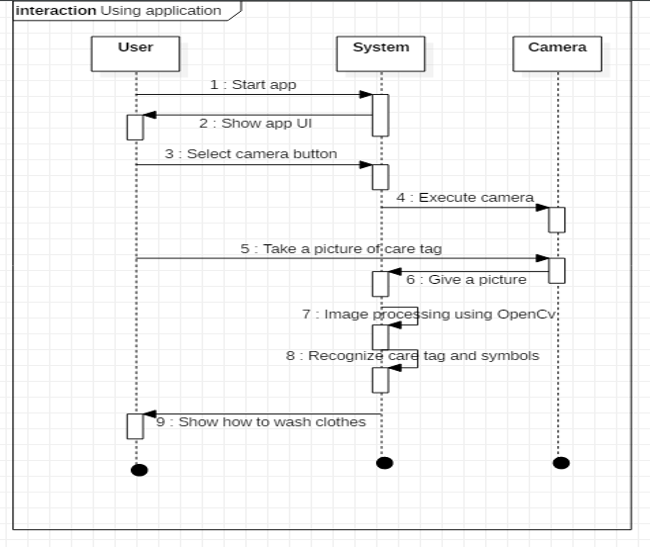 interaction Using application
User
System
Camera
1 : Start app
2 : Show app UI
3 : Select camera button
4 : Execute camera
5 : Take a picture of care tag
6 : Give a picture
7 : Image processing using OpenCv
8 : Recognize care tag and symbols
9 : Show how to wash clothes